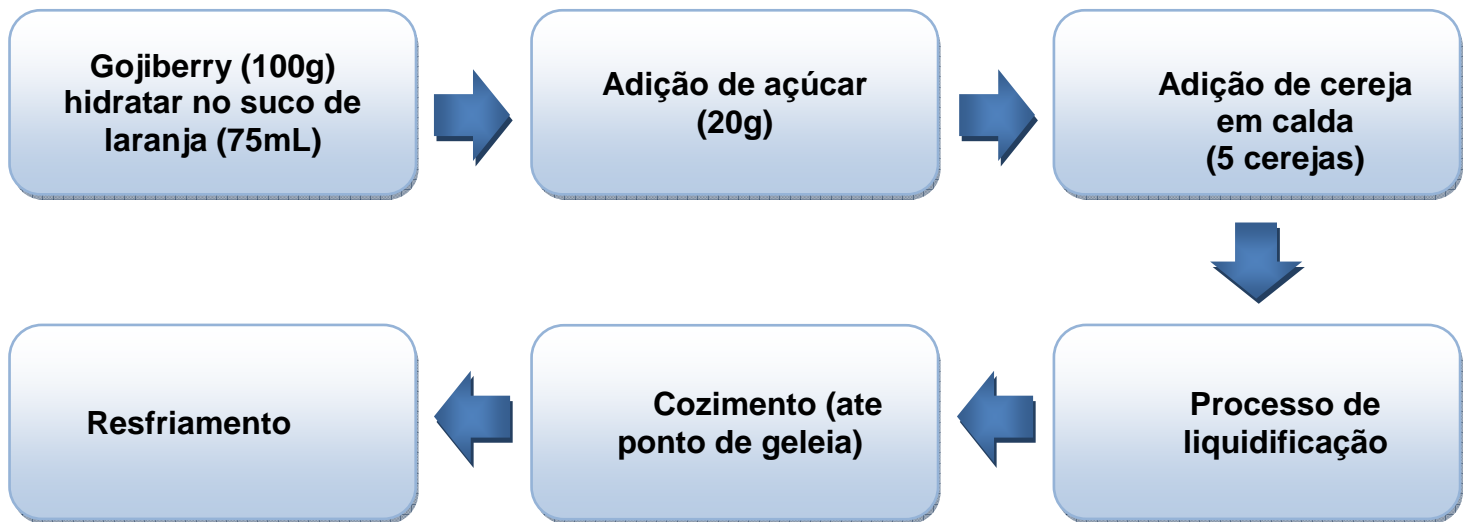 Gojiberry (100g)
hidratar no suco de
laranja (75mL)
Adição de açúcar
(20g)
Adição de cereja
em calda
(5 cerejas)
Processo de
liquidificação
Cozimento (ate
ponto de geleia)
Resfriamento